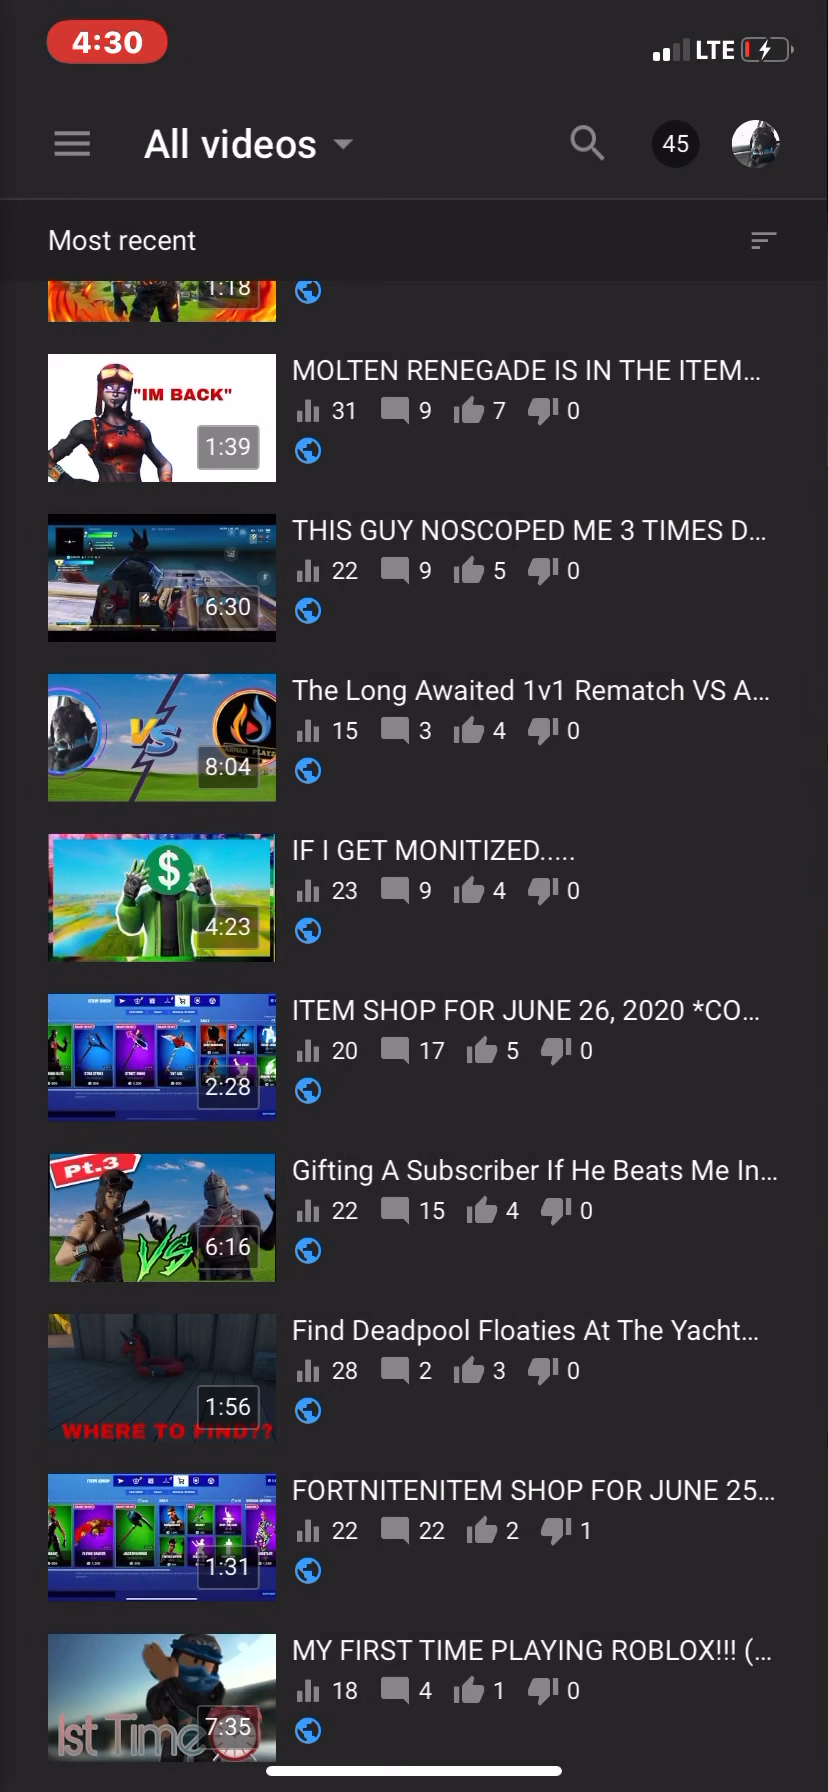 4:30
LTE
All videos
45
Most recent
1:18
"IM BACK"
1:39
MOLTEN RENEGADE IS IN THE ITEM...
31 9 7 0
6:30
THIS GUY NOSCOPED ME 3 TIMES D...
22 9 5 0
VS
8:04
The Long Awaited 1v1 Rematch VS A...
15 3 4 0
$
4:23
IF I GET MONITIZED.....
23 9 4 0
ITEM SHOP
2:28
ITEM SHOP FOR JUNE 26, 2020 *CO...
20 17 5 0
Pt.3
VS
6:16
Gifting A Subscriber If He Beats Me In...
22 15 4 0
1:56
WHERE TO FIND??
Find Deadpool Floaties At The Yacht...
28 2 3 0
ITEM SHOP
1:31
FORTNITENITEM SHOP FOR JUNE 25...
22 22 2 1
1st Time
7:35
MY FIRST TIME PLAYING ROBLOX!!! (...
18 4 1 0